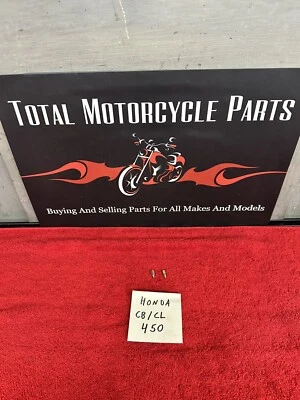 TOTAL MOTORCYCLE PARTS
Buying And Selling Parts For All Makes And Models
HONDA
CB/CL
450